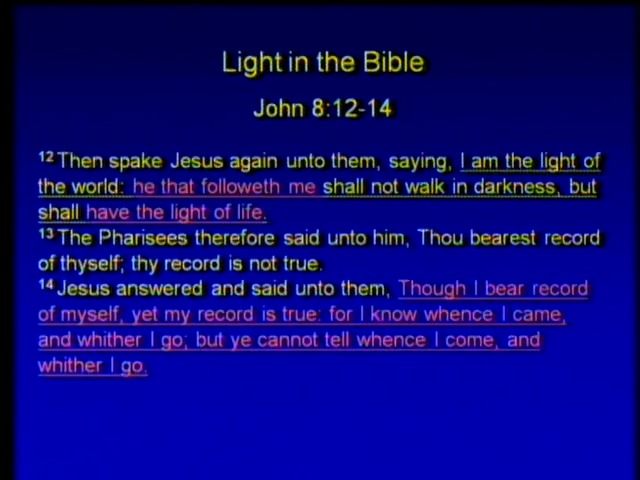 Light in the Bible
John 8:12-14
12 Then spake Jesus again unto them, saying, I am the light of
the world: he that followeth me shall not walk in darkness, but
shall have the light of life.
13 The Pharisees therefore said unto him, Thou bearest record
of thyself; thy record is not true.
14 Jesus answered and said unto them, Though I bear record
of myself, yet my record is true: for I know whence I came,
and whither I go; but ye cannot tell whence I come, and
whither I go.